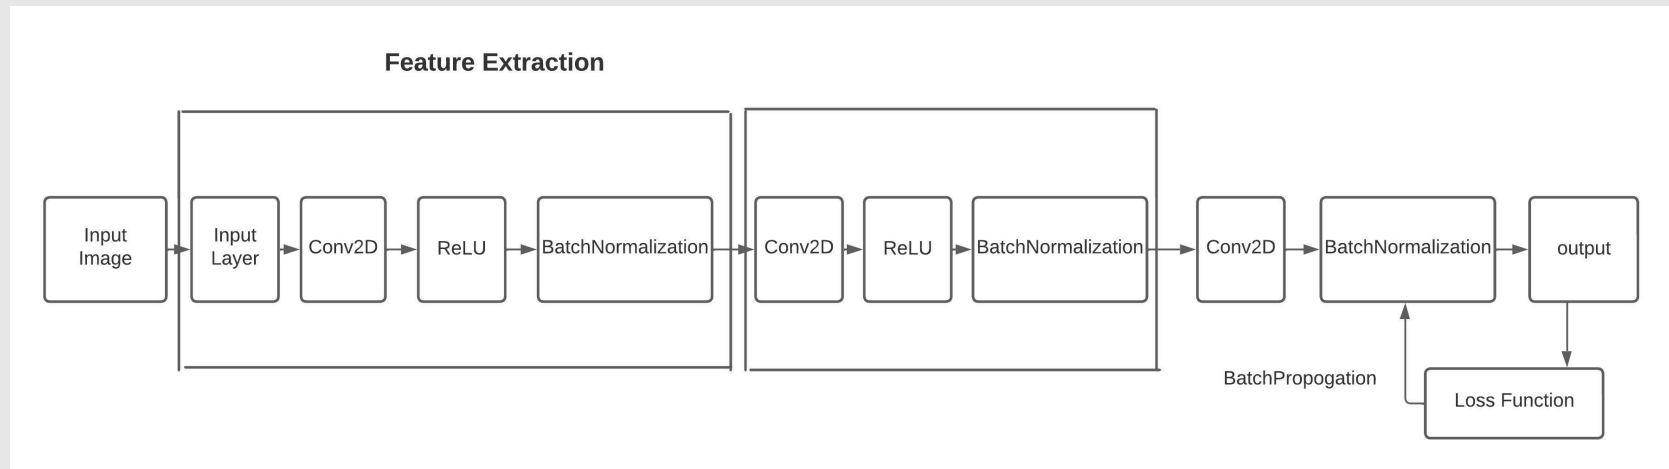 Feature Extraction
Input
Image
Input
Layer
Conv2D
ReLU
BatchNormalization
Conv2D
ReLU
BatchNormalization
Conv2D
BatchNormalization
output
BatchPropogation
Loss Function